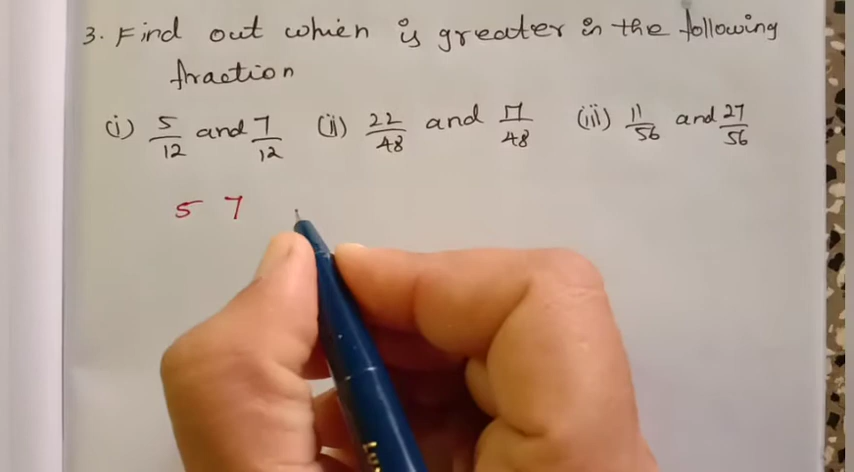 3. Find out which is greater in the following
fraction
(i) 5/12 and 7/12 (ii) 22/48 and 17/48 (iii) 11/56 and 27/56
5 7